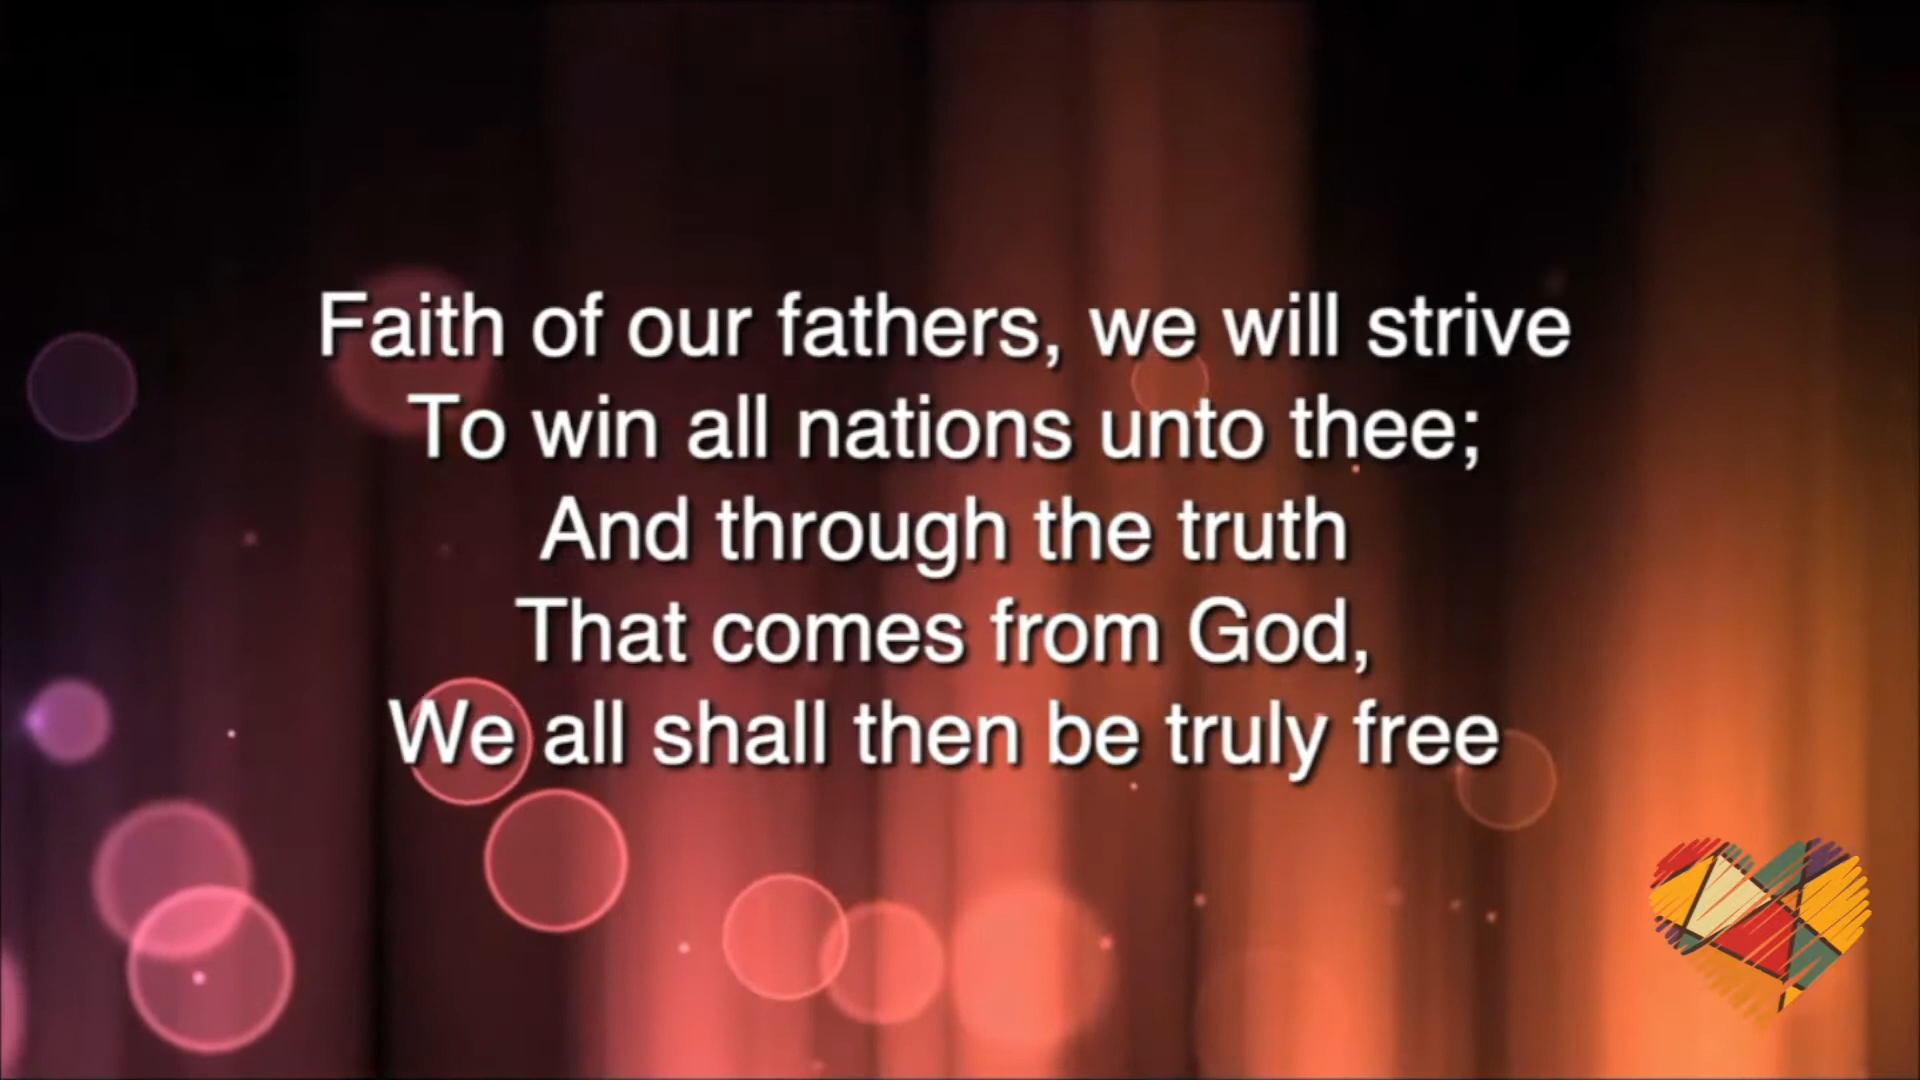 Faith of our fathers, we will strive
To win all nations unto thee;
And through the truth
That comes from God,
We all shall then be truly free